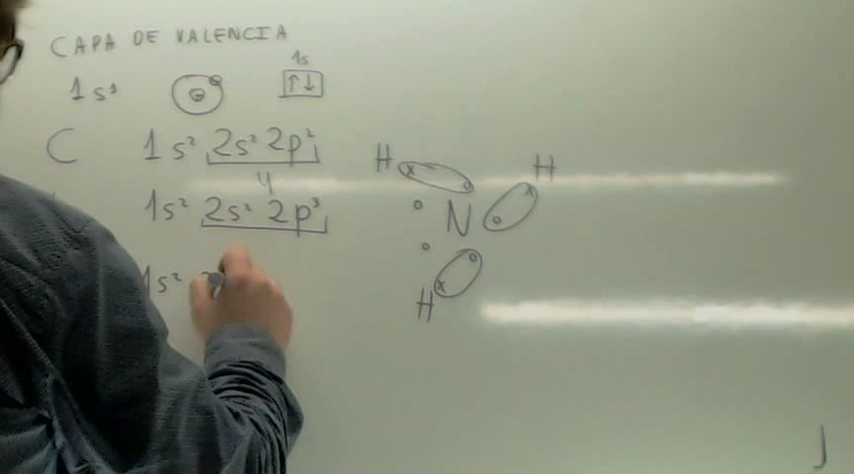 CAPA DE VALENCIA
1s¹ 1s ↑↓
C 1s² 2s² 2p²
4
1s² 2s² 2p³
1s²
H H
N
H